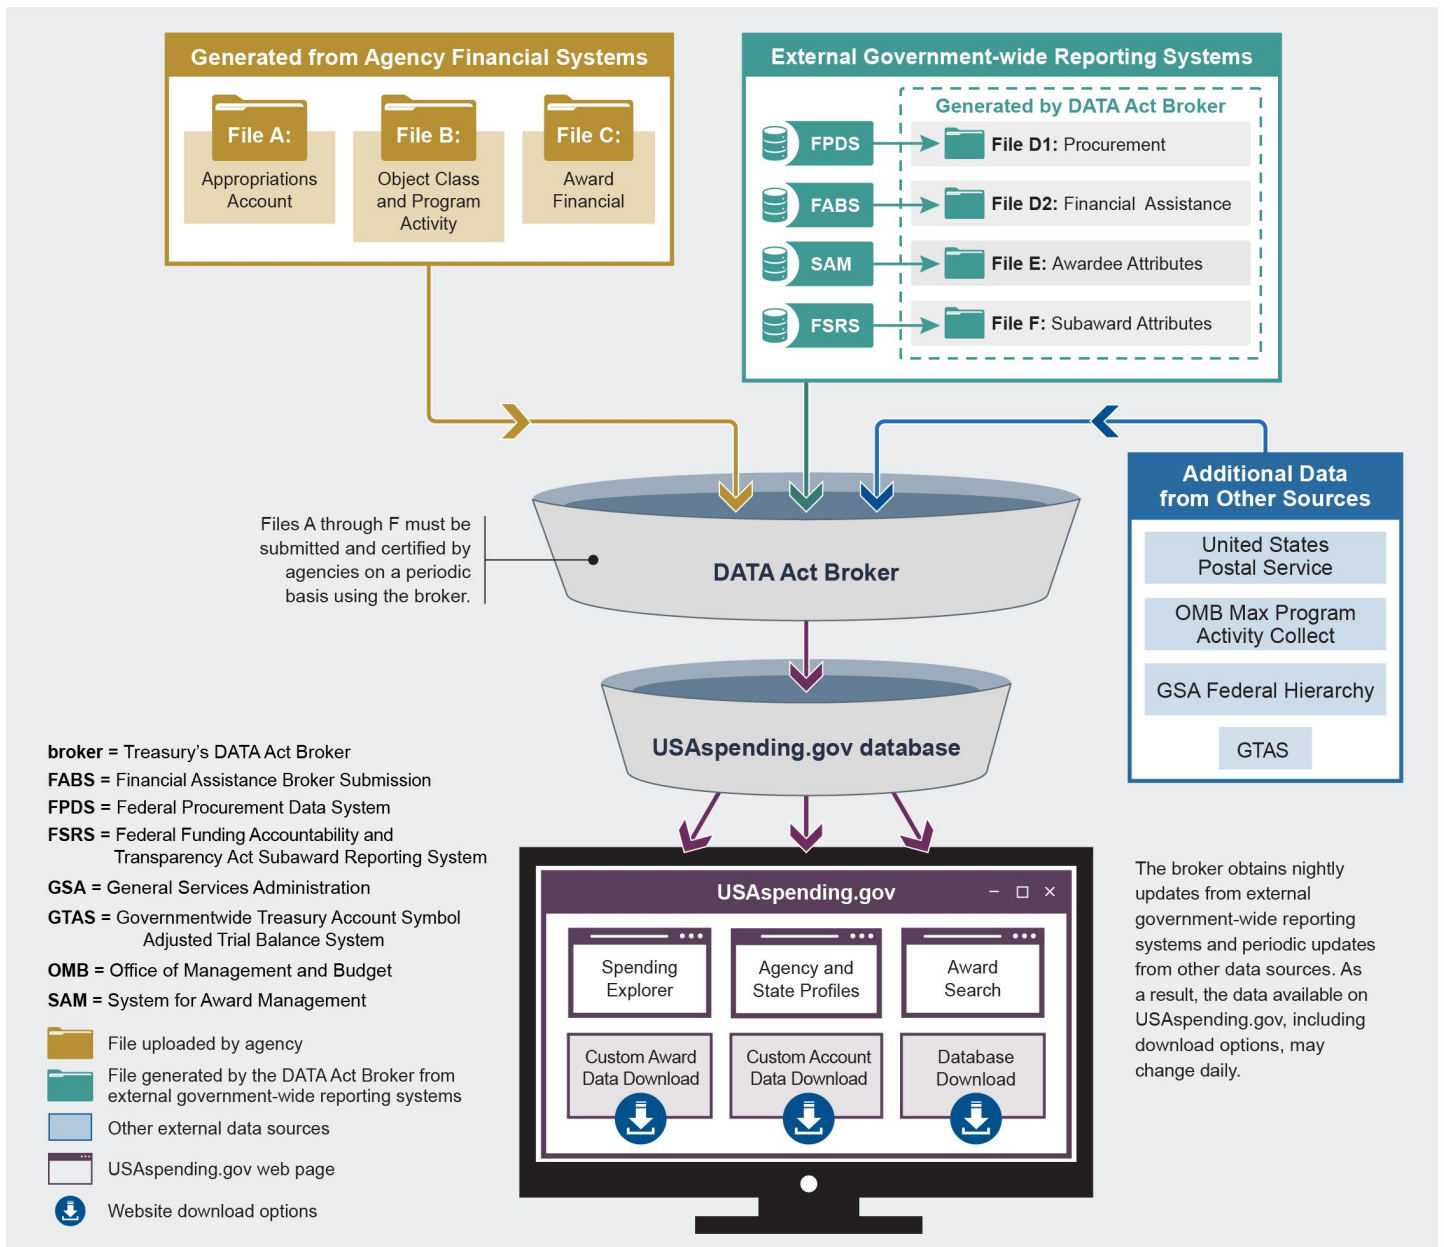 Generated from Agency Financial Systems
File A:
Appropriations
Account
File B:
Object Class
and Program
Activity
File C:
Award
Financial
External Government-wide Reporting Systems
Generated by DATA Act Broker
FPDS
File D1: Procurement
FABS
File D2: Financial Assistance
SAM
File E: Awardee Attributes
FSRS
File F: Subaward Attributes
Additional Data
from Other Sources
United States
Postal Service
OMB Max Program
Activity Collect
GSA Federal Hierarchy
GTAS
Files A through F must be
submitted and certified by
agencies on a periodic
basis using the broker.
DATA Act Broker
USAspending.gov database
broker = Treasury's DATA Act Broker
FABS = Financial Assistance Broker Submission
FPDS = Federal Procurement Data System
FSRS = Federal Funding Accountability and
Transparency Act Subaward Reporting System
GSA = General Services Administration
GTAS = Governmentwide Treasury Account Symbol
Adjusted Trial Balance System
OMB = Office of Management and Budget
SAM = System for Award Management
File uploaded by agency
File generated by the DATA Act Broker from
external government-wide reporting systems
Other external data sources
USAspending.gov web page
Website download options
USAspending.gov
Spending
Explorer
Agency and
State Profiles
Award
Search
Custom Award
Data Download
Custom Account
Data Download
Database
Download
The broker obtains nightly
updates from external
government-wide reporting
systems and periodic updates
from other data sources. As
a result, the data available on
USAspending.gov, including
download options, may
change daily.